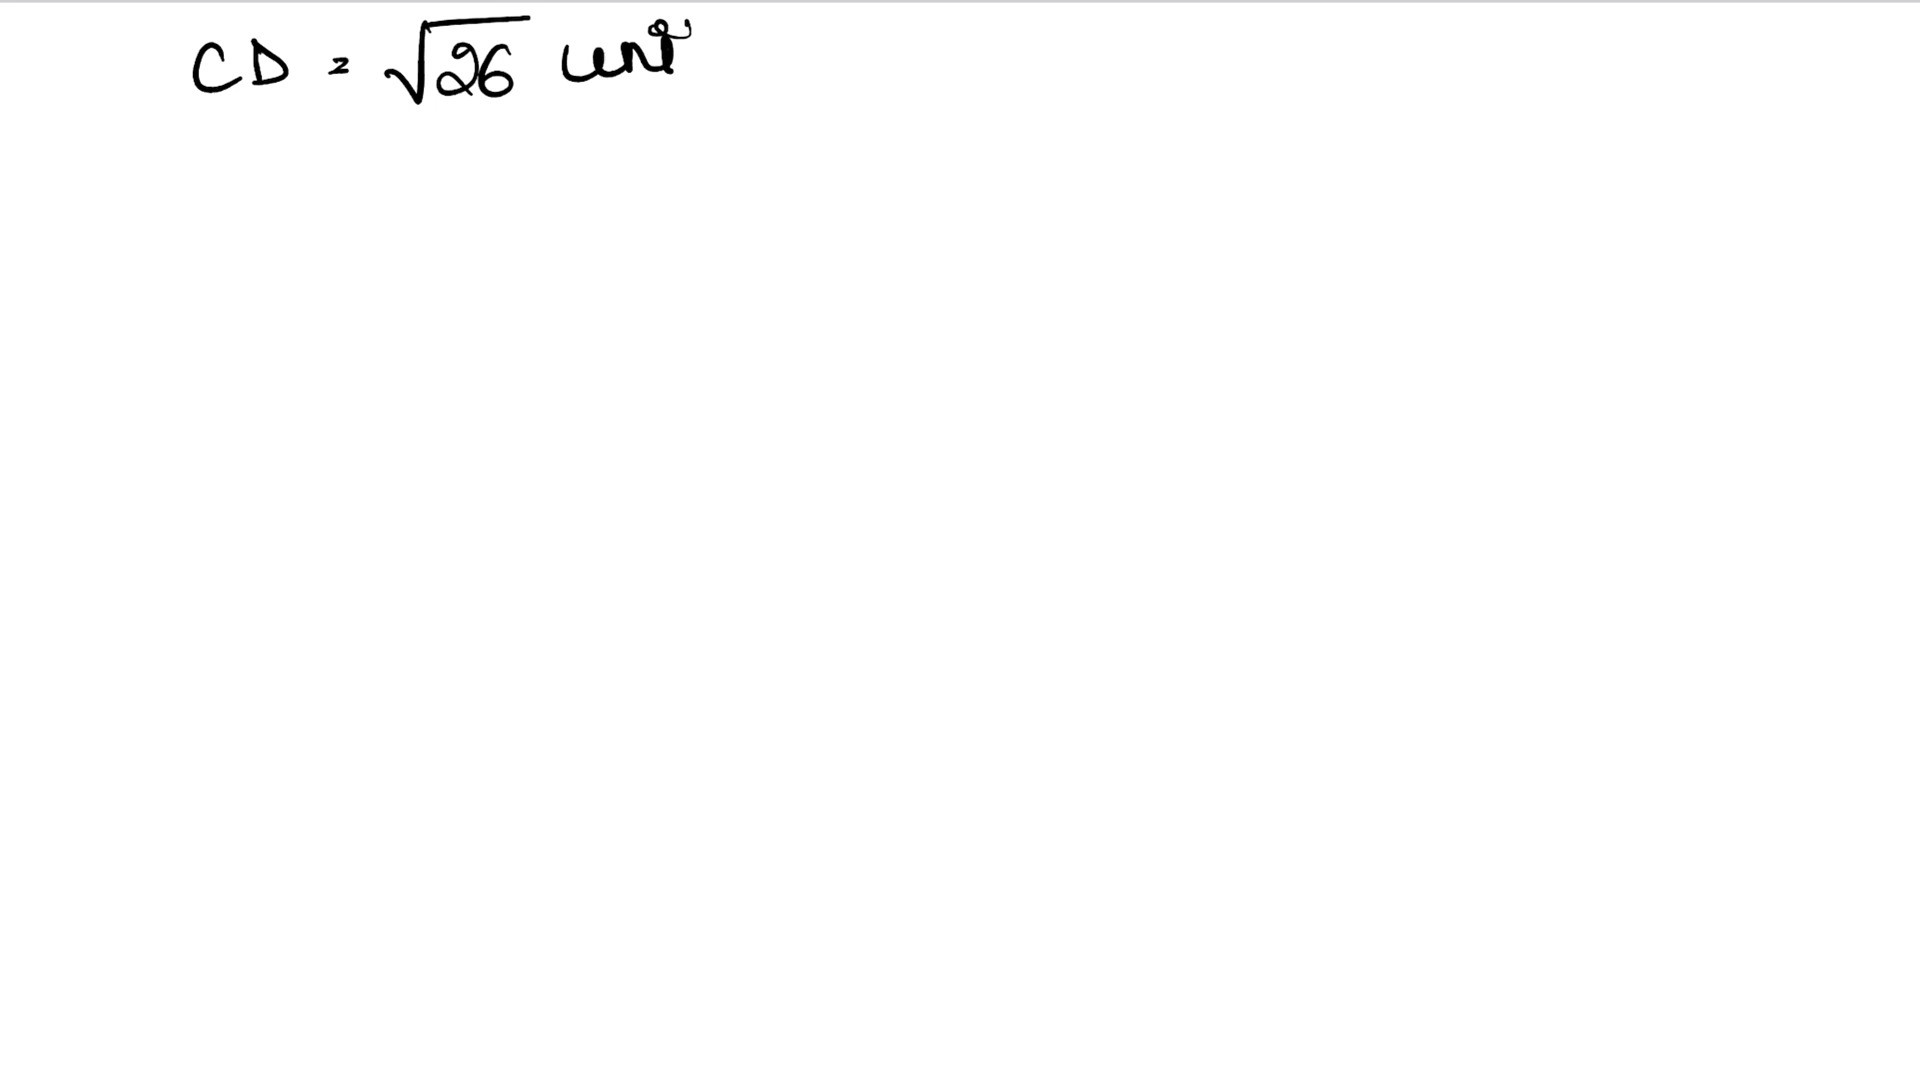 CD = √26 unit